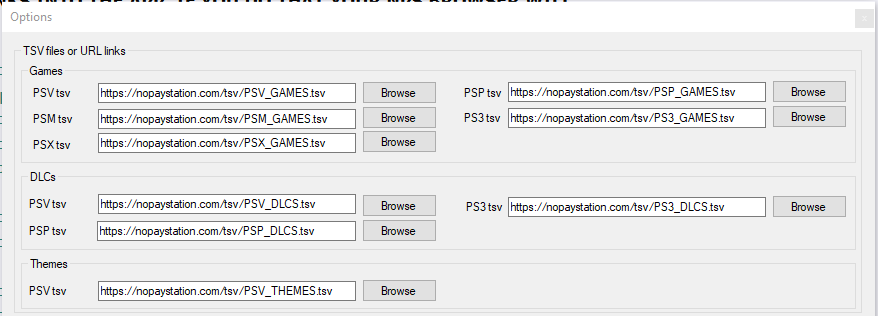 Options
TSV files or URL links
Games
PSV tsv https://nopaystation.com/tsv/PSV_GAMES.tsv Browse PSP tsv https://nopaystation.com/tsv/PSP_GAMES.tsv Browse
PSM tsv https://nopaystation.com/tsv/PSM_GAMES.tsv Browse PS3 tsv https://nopaystation.com/tsv/PS3_GAMES.tsv Browse
PSX tsv https://nopaystation.com/tsv/PSX_GAMES.tsv Browse
DLCs
PSV tsv https://nopaystation.com/tsv/PSV_DLCS.tsv Browse PS3 tsv https://nopaystation.com/tsv/PS3_DLCS.tsv Browse
PSP tsv https://nopaystation.com/tsv/PSP_DLCS.tsv Browse
Themes
PSV tsv https://nopaystation.com/tsv/PSV_THEMES.tsv Browse